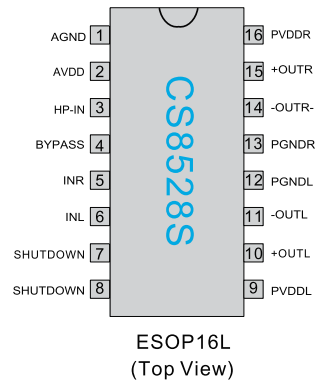 AGND 1 16 PVDDR
AVDD 2 15 +OUTR
HP-IN 3 14 -OUTR-
BYPASS 4 13 PGNDR
INR 5 12 PGNDL
INL 6 11 -OUTL
SHUTDOWN 7 10 +OUTL
SHUTDOWN 8 9 PVDDL
CS8528S
ESOP16L
(Top View)